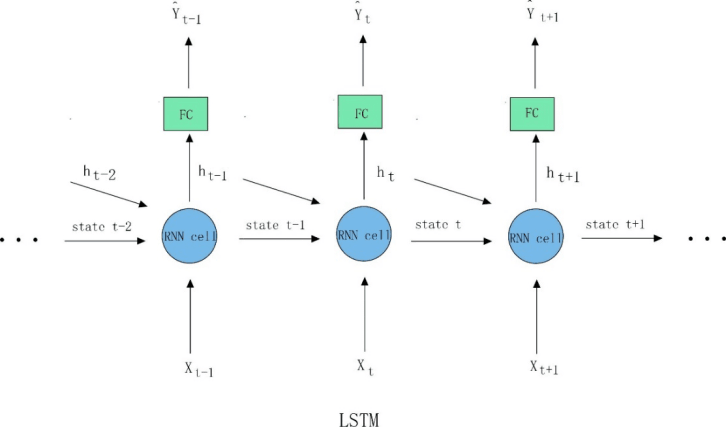 Ŷt-1 Ŷt Ŷt+1
FC FC FC
ht-2 ht-1 ht ht+1
state t-2 RNN cell state t-1 RNN cell state t RNN cell state t+1
... ...
Xt-1 Xt Xt+1
LSTM